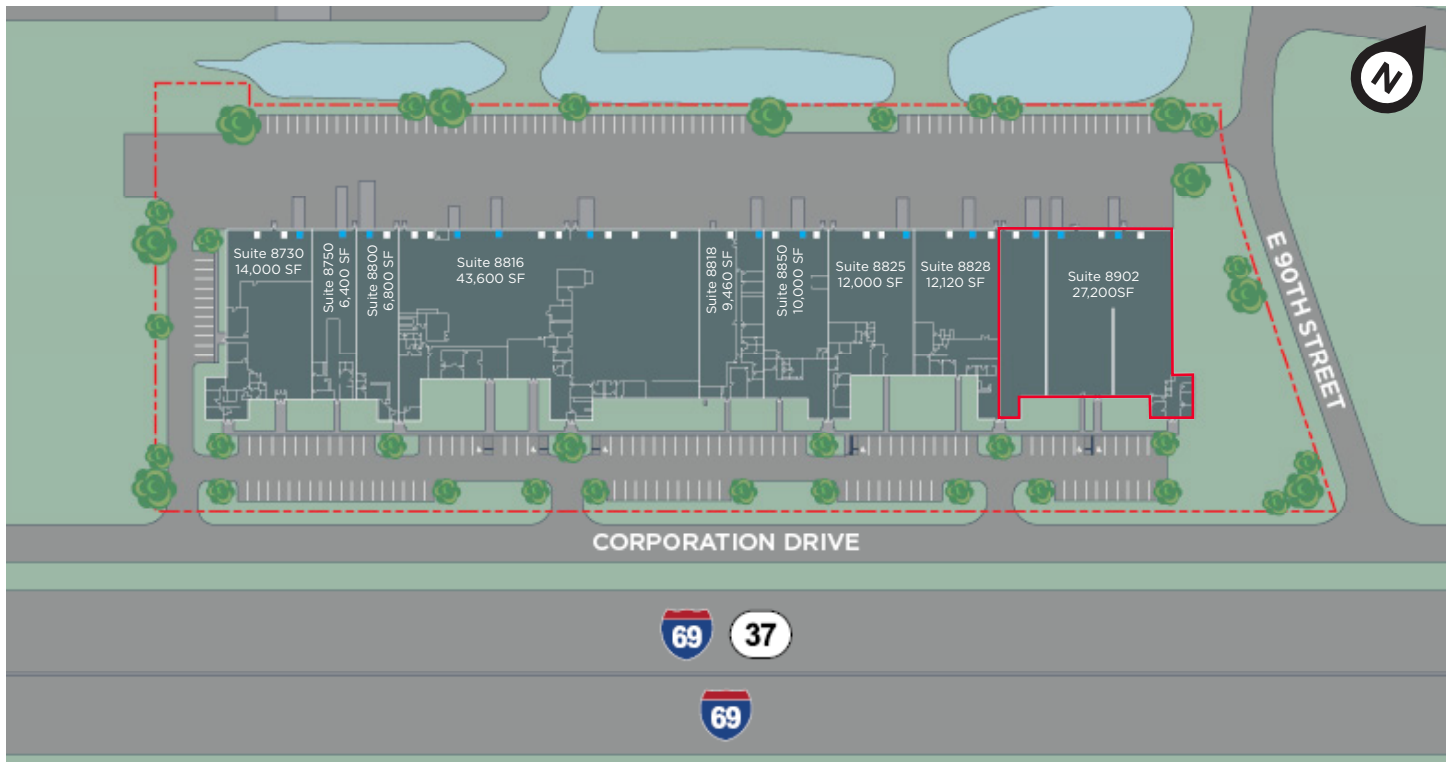 N
Suite 8730
14,000 SF
Suite 8750
6,400 SF
Suite 8800
6,800 SF
Suite 8816
43,600 SF
Suite 8818
9,460 SF
Suite 8850
10,000 SF
Suite 8825
12,000 SF
Suite 8828
12,120 SF
Suite 8902
27,200SF
E 90TH STREET
CORPORATION DRIVE
69
37
69